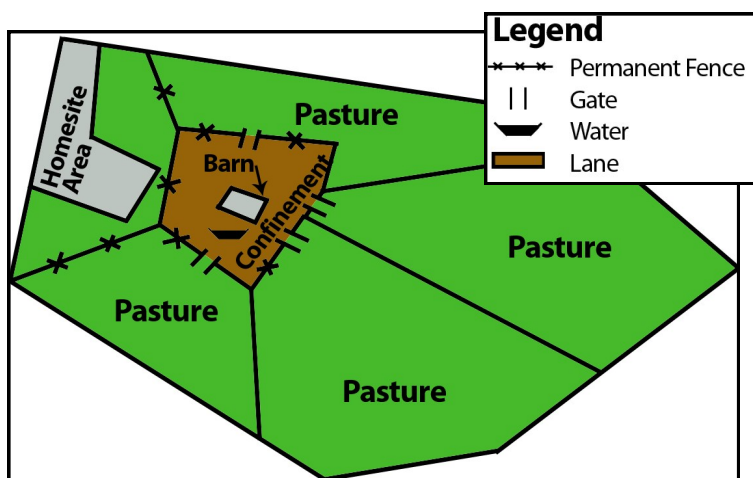 Legend
Permanent Fence
Gate
Water
Lane
Homesite
Area
Pasture
Barn
Confinement
Pasture
Pasture
Pasture